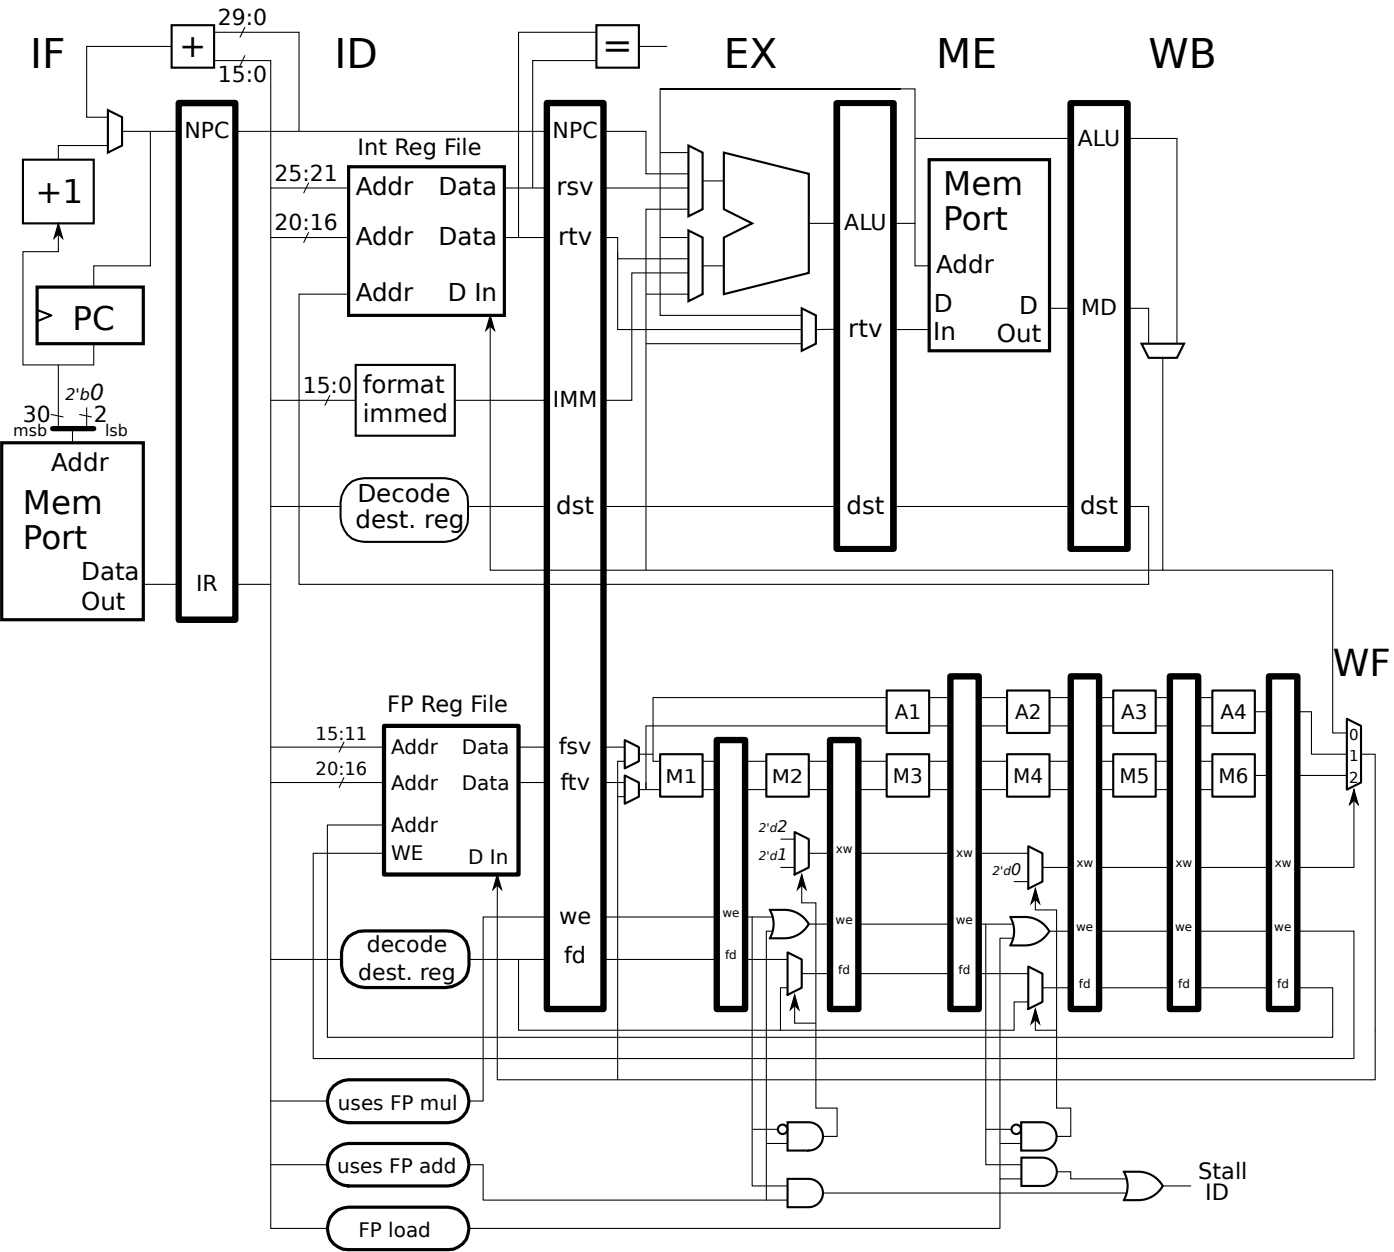 IF
ID
EX
ME
WB
29:0
15:0
+
=
NPC
NPC
ALU
Int Reg File
+1
25:21
Addr
Data
rsv
Mem
Port
20:16
Addr
Data
rtv
ALU
Addr
Addr
D In
PC
D
In
D
Out
MD
rtv
2'b0
30
2
msb
lsb
15:0
format
immed
IMM
Addr
Mem
Port
Data
Out
Decode
dest. reg
dst
dst
dst
IR
WF
FP Reg File
A1
A2
A3
A4
15:11
Addr
Data
fsv
20:16
Addr
Data
ftv
M1
M2
M3
M4
M5
M6
0
1
2
Addr
WE
D In
2'd2
2'd1
xw
xw
2'd0
xw
xw
xw
we
we
we
we
we
we
we
decode
dest. reg
fd
fd
fd
fd
fd
fd
fd
uses FP mul
uses FP add
FP load
Stall
ID